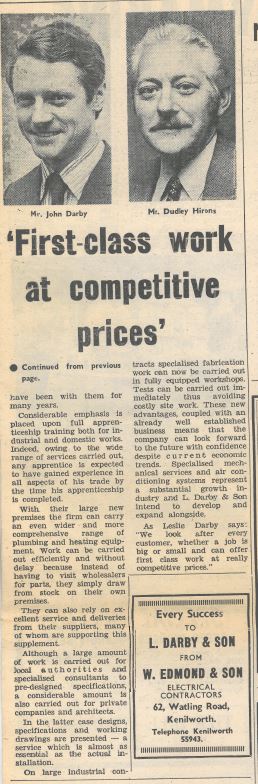 Mr. John Darby
Mr. Dudley Hirons
'First-class work
at competitive
prices'
● Continued from previous
page.
have been with them for
many years.
Considerable emphasis is
placed upon full appren-
ticeship training both for in-
dustrial and domestic works.
Indeed, owing to the wide
range of services carried out,
any apprentice is expected
to have gained experience in
all aspects of his trade by
the time his apprenticeship
is completed.
With their large new
premises the firm can carry
an even wider and more
comprehensive range of
plumbing and heating equip-
ment. Work can be carried
out efficiently and without
delay because instead of
having to visit wholesalers
for parts, they simply draw
from stock on their own
premises.
They can also rely on ex-
cellent service and deliveries
from their suppliers, many
of whom are supporting this
supplement.
Although a large amount
of work is carried out for
local authorities and
specialised consultants to
pre-designed specifications,
a considerable amount is
also carried out for private
companies and architects.
In the latter case designs,
specifications and working
drawings are presented — a
service which is almost as
essential as the actual in-
stallation.
On large industrial con-
tracts specialised fabrication
work can now be carried out
in fully equipped workshops.
Tests can be carried out im-
mediately thus avoiding
costly site work. These new
advantages, coupled with an
already well established
business means that the
company can look forward
to the future with confidence
despite current economic
trends. Specialised mech-
anical services and air con-
ditioning systems represent
a substantial growth in-
dustry and L. Darby & Son
intend to develop and
expand alongside.
As Leslie Darby says:
"We look after every
customer, whether a job is
big or small and can offer
first class work at really
competitive prices."
Every Success
TO
L. DARBY & SON
FROM
W. EDMOND & SON
ELECTRICAL
CONTRACTORS
62, Watling Road,
Kenilworth.
Telephone Kenilworth
55943.